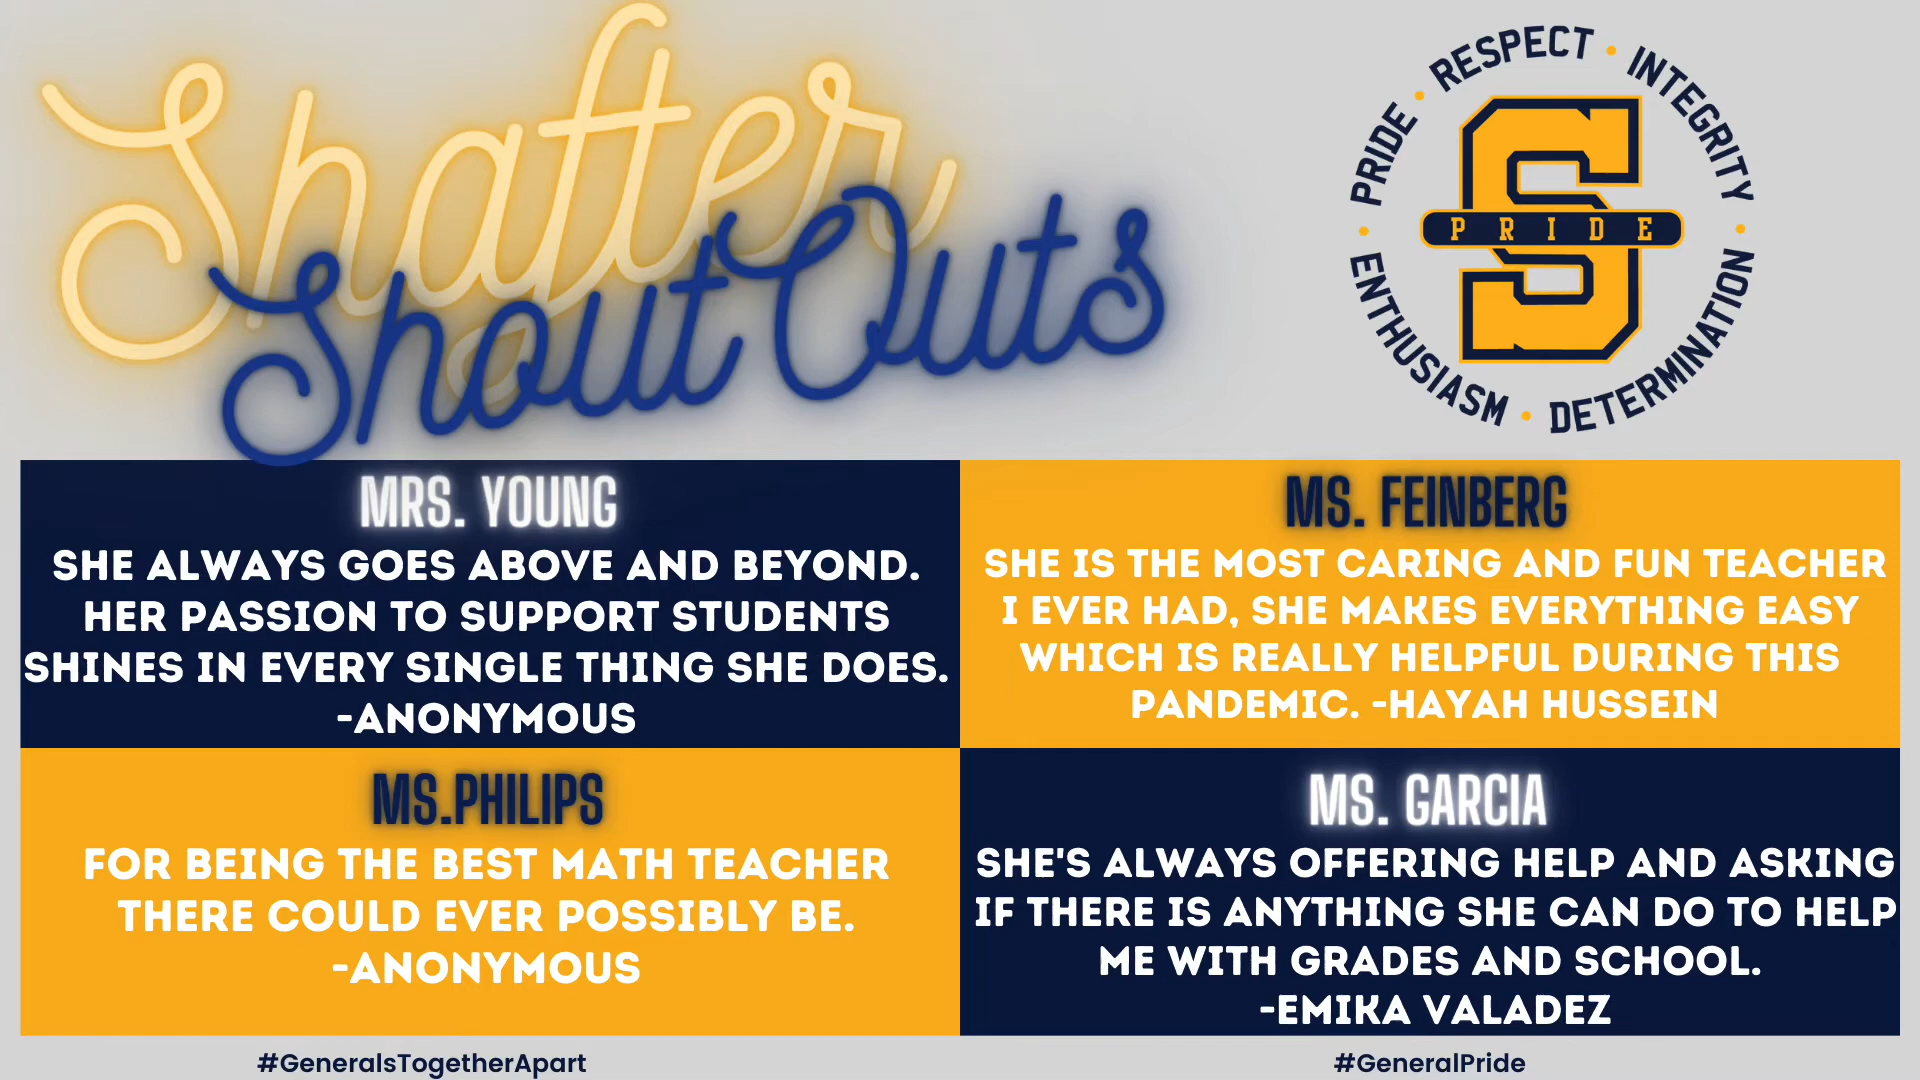 Shafter
Shout Outs
PRIDE • RESPECT • INTEGRITY • DETERMINATION • ENTHUSIASM •
PRIDE
MRS. YOUNG
SHE ALWAYS GOES ABOVE AND BEYOND.
HER PASSION TO SUPPORT STUDENTS
SHINES IN EVERY SINGLE THING SHE DOES.
-ANONYMOUS
MS. FEINBERG
SHE IS THE MOST CARING AND FUN TEACHER
I EVER HAD, SHE MAKES EVERYTHING EASY
WHICH IS REALLY HELPFUL DURING THIS
PANDEMIC. -HAYAH HUSSEIN
MS.PHILIPS
FOR BEING THE BEST MATH TEACHER
THERE COULD EVER POSSIBLY BE.
-ANONYMOUS
MS. GARCIA
SHE'S ALWAYS OFFERING HELP AND ASKING
IF THERE IS ANYTHING SHE CAN DO TO HELP
ME WITH GRADES AND SCHOOL.
-EMIKA VALADEZ
#GeneralsTogetherApart
#GeneralPride